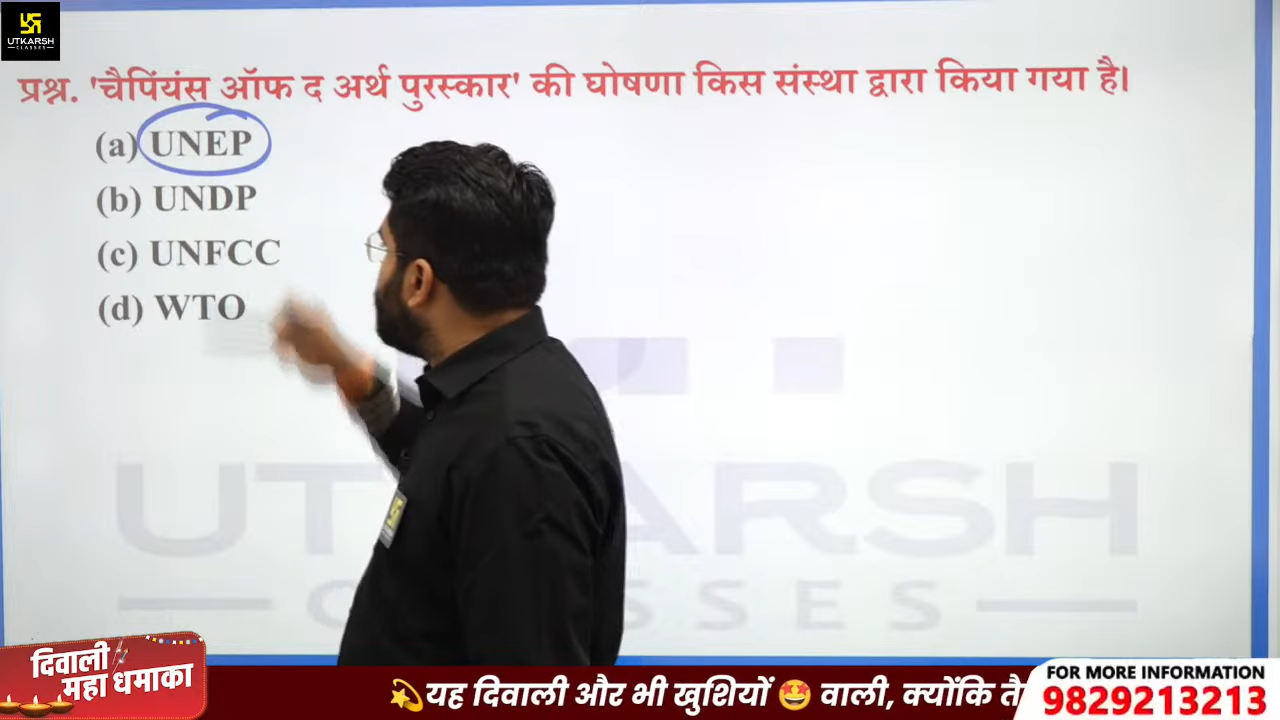 UTKARSH
CLASSES
प्रश्न. 'चैपिंयंस ऑफ द अर्थ पुरस्कार' की घोषणा किस संस्था द्वारा किया गया है।
(a) UNEP
(b) UNDP
(c) UNFCC
(d) WTO
दिवाली
महा धमाका
💫यह दिवाली और भी खुशियों 🤩 वाली, क्योंकि
FOR MORE INFORMATION
9829213213